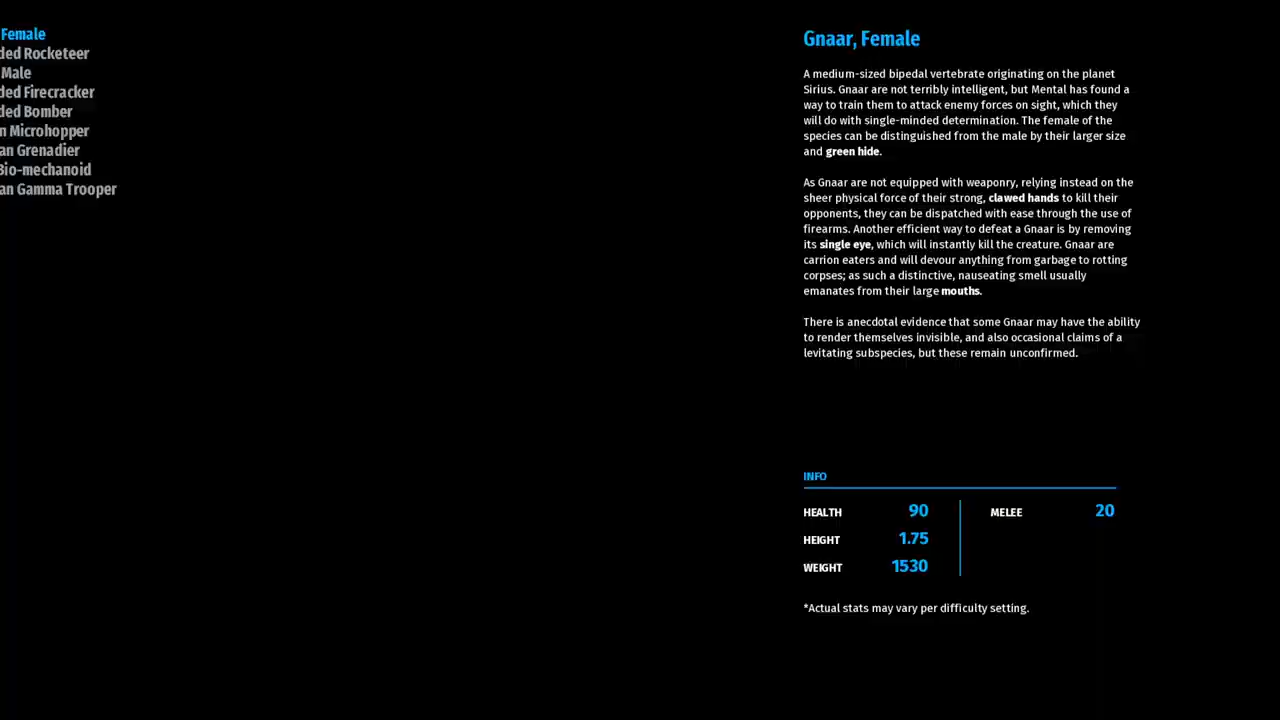 Female
ded Rocketeer
Male
ded Firecracker
ded Bomber
n Microhopper
an Grenadier
Bio-mechanoid
an Gamma Trooper
Gnaar, Female
A medium-sized bipedal vertebrate originating on the planet
Sirius. Gnaar are not terribly intelligent, but Mental has found a
way to train them to attack enemy forces on sight, which they
will do with single-minded determination. The female of the
species can be distinguished from the male by their larger size
and green hide.
As Gnaar are not equipped with weaponry, relying instead on the
sheer physical force of their strong, clawed hands to kill their
opponents, they can be dispatched with ease through the use of
firearms. Another efficient way to defeat a Gnaar is by removing
its single eye, which will instantly kill the creature. Gnaar are
carrion eaters and will devour anything from garbage to rotting
corpses; as such a distinctive, nauseating smell usually
emanates from their large mouths.
There is anecdotal evidence that some Gnaar may have the ability
to render themselves invisible, and also occasional claims of a
levitating subspecies, but these remain unconfirmed.
INFO
HEALTH 90 MELEE 20
HEIGHT 1.75
WEIGHT 1530
*Actual stats may vary per difficulty setting.